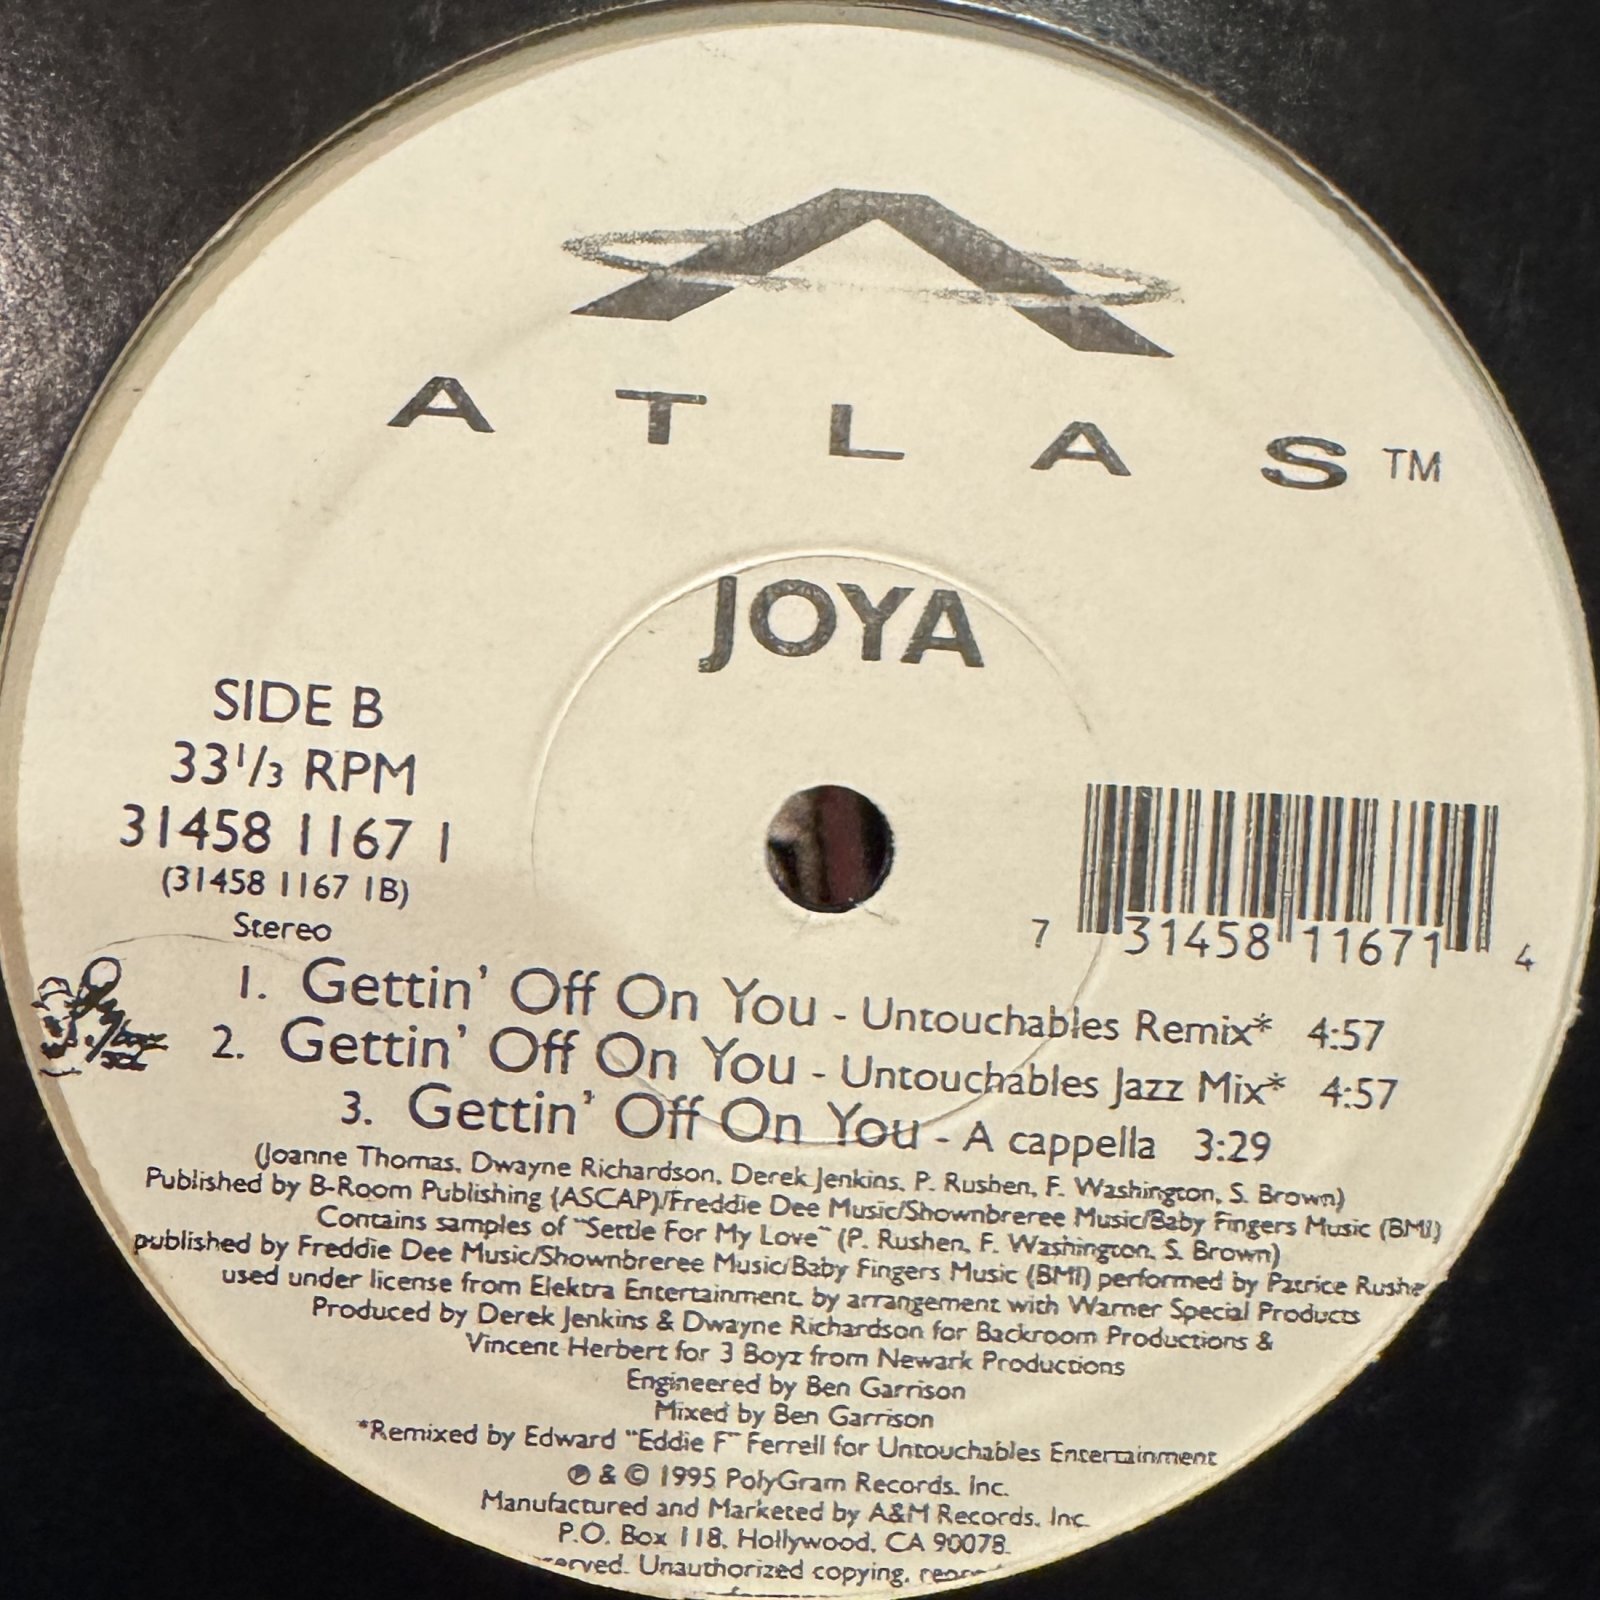 ATLAS™
JOYA
SIDE B
33⅓ RPM
31458 1167 1
(31458 1167 1B)
Stereo
7 31458 11671 4
1. Gettin' Off On You - Untouchables Remix* 4:57
2. Gettin' Off On You - Untouchables Jazz Mix* 4:57
3. Gettin' Off On You - A cappella 3:29
(Joanne Thomas, Dwayne Richardson, Derek Jenkins, P. Rushen, F. Washington, S. Brown)
Published by B-Room Publishing (ASCAP)/Freddie Dee Music/Shownbreree Music/Baby Fingers Music (BMI)
Contains samples of "Settle For My Love" (P. Rushen, F. Washington, S. Brown)
published by Freddie Dee Music/Shownbreree Music/Baby Fingers Music (BMI) performed by Patrice Rushe
used under license from Elektra Entertainment, by arrangement with Warner Special Products
Produced by Derek Jenkins & Dwayne Richardson for Backroom Productions &
Vincent Herbert for 3 Boyz from Newark Productions
Engineered by Ben Garrison
Mixed by Ben Garrison
*Remixed by Edward "Eddie F" Ferrell for Untouchables Entertainment
℗ & © 1995 PolyGram Records, Inc.
Manufactured and Marketed by A&M Records, Inc.
P.O. Box 118, Hollywood, CA 90078.
erved. Unauthorized copying,